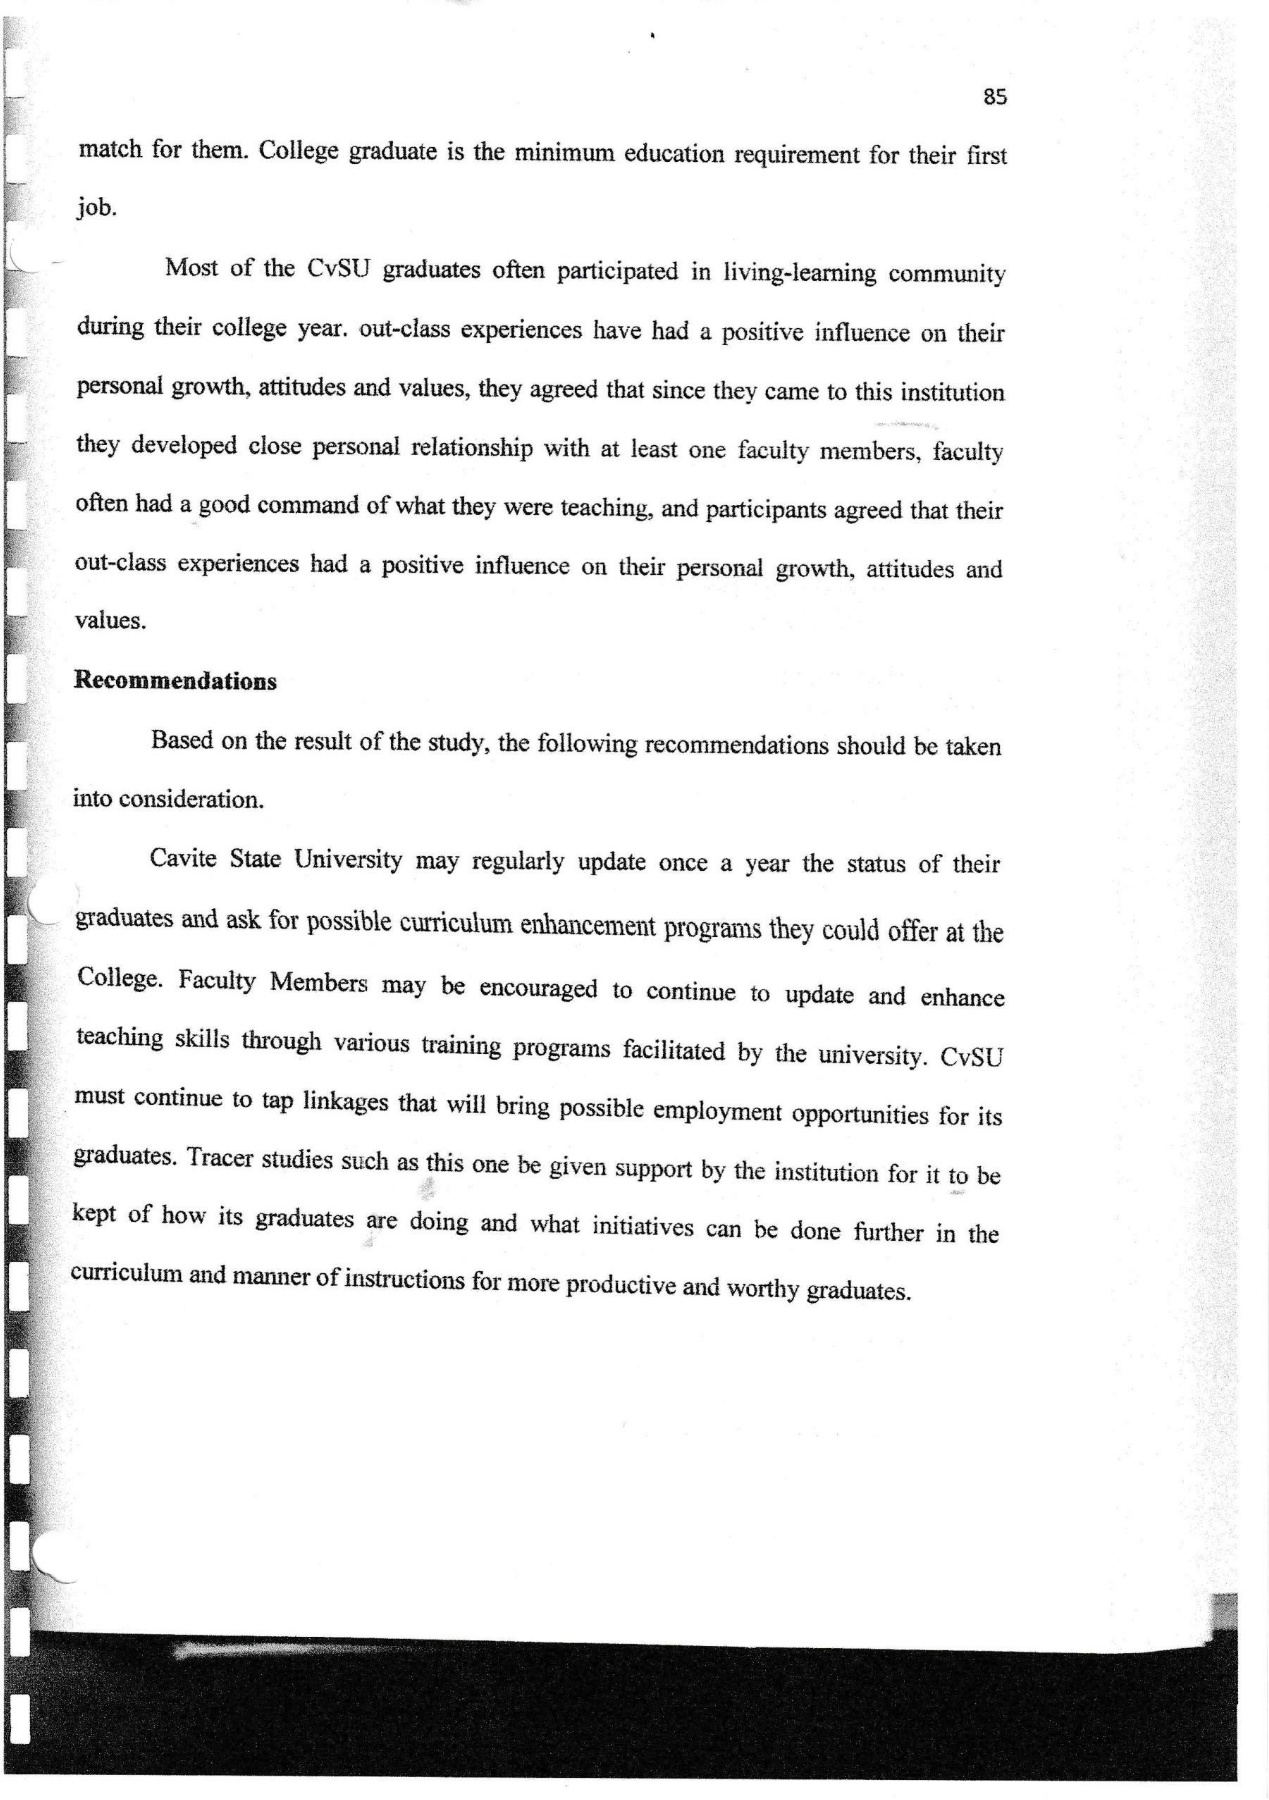 85
match for them. College graduate is the minimum education requirement for their first
job.
Most of the CvSU graduates often participated in living-learning community
during their college year. out-class experiences have had a positive influence on their
personal growth, attitudes and values, they agreed that since they came to this institution
they developed close personal relationship with at least one faculty members, faculty
often had a good command of what they were teaching, and participants agreed that their
out-class experiences had a positive influence on their personal growth, attitudes and
values.
Recommendations
Based on the result of the study, the following recommendations should be taken
into consideration.
Cavite State University may regularly update once a year the status of their
graduates and ask for possible curriculum enhancement programs they could offer at the
College. Faculty Members may be encouraged to continue to update and enhance
teaching skills through various training programs facilitated by the university. CvSU
must continue to tap linkages that will bring possible employment opportunities for its
graduates. Tracer studies such as this one be given support by the institution for it to be
kept of how its graduates are doing and what initiatives can be done further in the
curriculum and manner of instructions for more productive and worthy graduates.